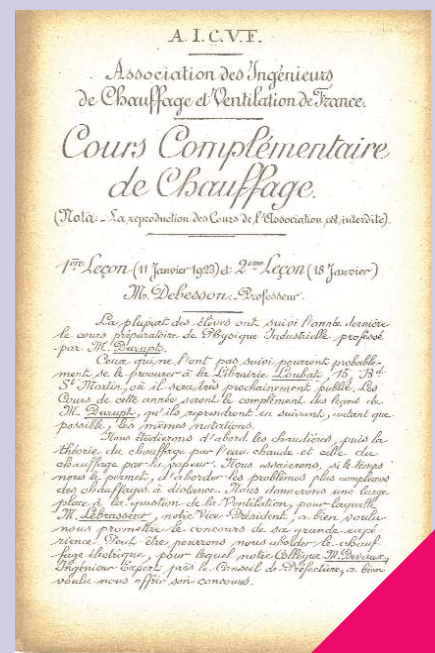 A.I.C.V.F.
Association des Ingénieurs
de Chauffage et Ventilation de France.
Cours Complémentaire
de Chauffage.
(Nota:- La reproduction des Cours de l'Association est interdite)
1ère Leçon (11 Janvier 1923) et 2ème Leçon (18 Janvier)
M. Debesson - Professeur.
La plupart des élèves ont suivi l'année dernière
le cours préparatoire de Physique Industrielle professé
par M. Durupt.
Ceux qui ne l'ont pas suivi pourront probable-
ment se le procurer à la Librairie Loubat, 15, Bd
St Martin, où il sera très prochainement publié. Les
Cours de cette année seront le complément des leçons de
M. Durupt, qu'ils reprendront en suivant, autant que
possible, les mêmes notations.
Nous étudierons d'abord les chaudières, puis la
théorie du chauffage par l'eau chaude et celle du
chauffage par la vapeur. Nous essaierons, si le temps
nous le permet, d'aborder les problèmes plus complexes
des chauffages à distance. Nous donnerons une large
place à la question de la Ventilation, pour laquelle
M. Lebrasseur, notre Vice-Président, a bien voulu
nous promettre le concours de sa grande expé
rience. Peut-être pourrons nous aborder le chauf-
fage électrique, pour lequel notre Collègue M.
Ingénieur Expert près le Conseil de Préfecture, a bien
voulu nous offrir son concours.